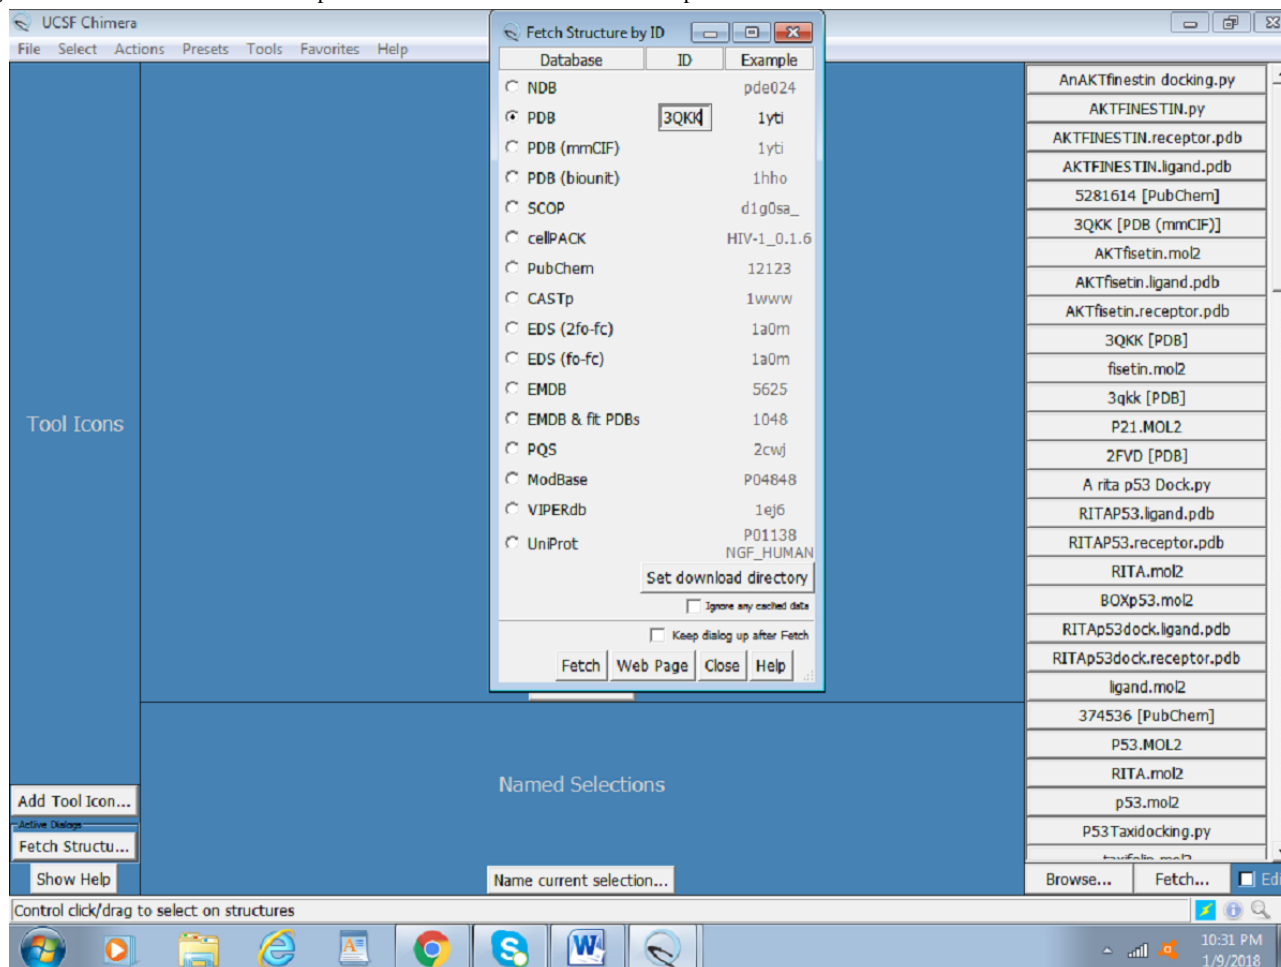 UCSF Chimera
File Select Actions Presets Tools Favorites Help
Fetch Structure by ID
Database ID Example
NDB pde024
PDB 3QKK 1yti
PDB (mmCIF) 1yti
PDB (biounit) 1hho
SCOP d1g0sa_
cellPACK HIV-1_0.1.6
PubChem 12123
CASTp 1www
EDS (2fo-fc) 1a0m
EDS (fo-fc) 1a0m
EMDB 5625
EMDB & fit PDBs 1048
PQS 2cwj
ModBase P04848
VIPERdb 1ej6
UniProt P01138
NGF_HUMAN
Set download directory
Ignore any cached data
Keep dialog up after Fetch
Fetch Web Page Close Help
Tool Icons
Named Selections
Add Tool Icon...
Active Dialogs
Fetch Structu...
Show Help
Name current selection...
AnAKTfinestin docking.py
AKTFINESTIN.py
AKTFINESTIN.receptor.pdb
AKTFINESTIN.ligand.pdb
5281614 [PubChem]
3QKK [PDB (mmCIF)]
AKTfisetin.mol2
AKTfisetin.ligand.pdb
AKTfisetin.receptor.pdb
3QKK [PDB]
fisetin.mol2
3qkk [PDB]
P21.MOL2
2FVD [PDB]
A rita p53 Dock.py
RITAP53.ligand.pdb
RITAP53.receptor.pdb
RITA.mol2
BOXp53.mol2
RITAp53dock.ligand.pdb
RITAp53dock.receptor.pdb
ligand.mol2
374536 [PubChem]
P53.MOL2
RITA.mol2
p53.mol2
P53Taxidocking.py
Browse... Fetch... Edi
Control click/drag to select on structures
10:31 PM
1/9/2018